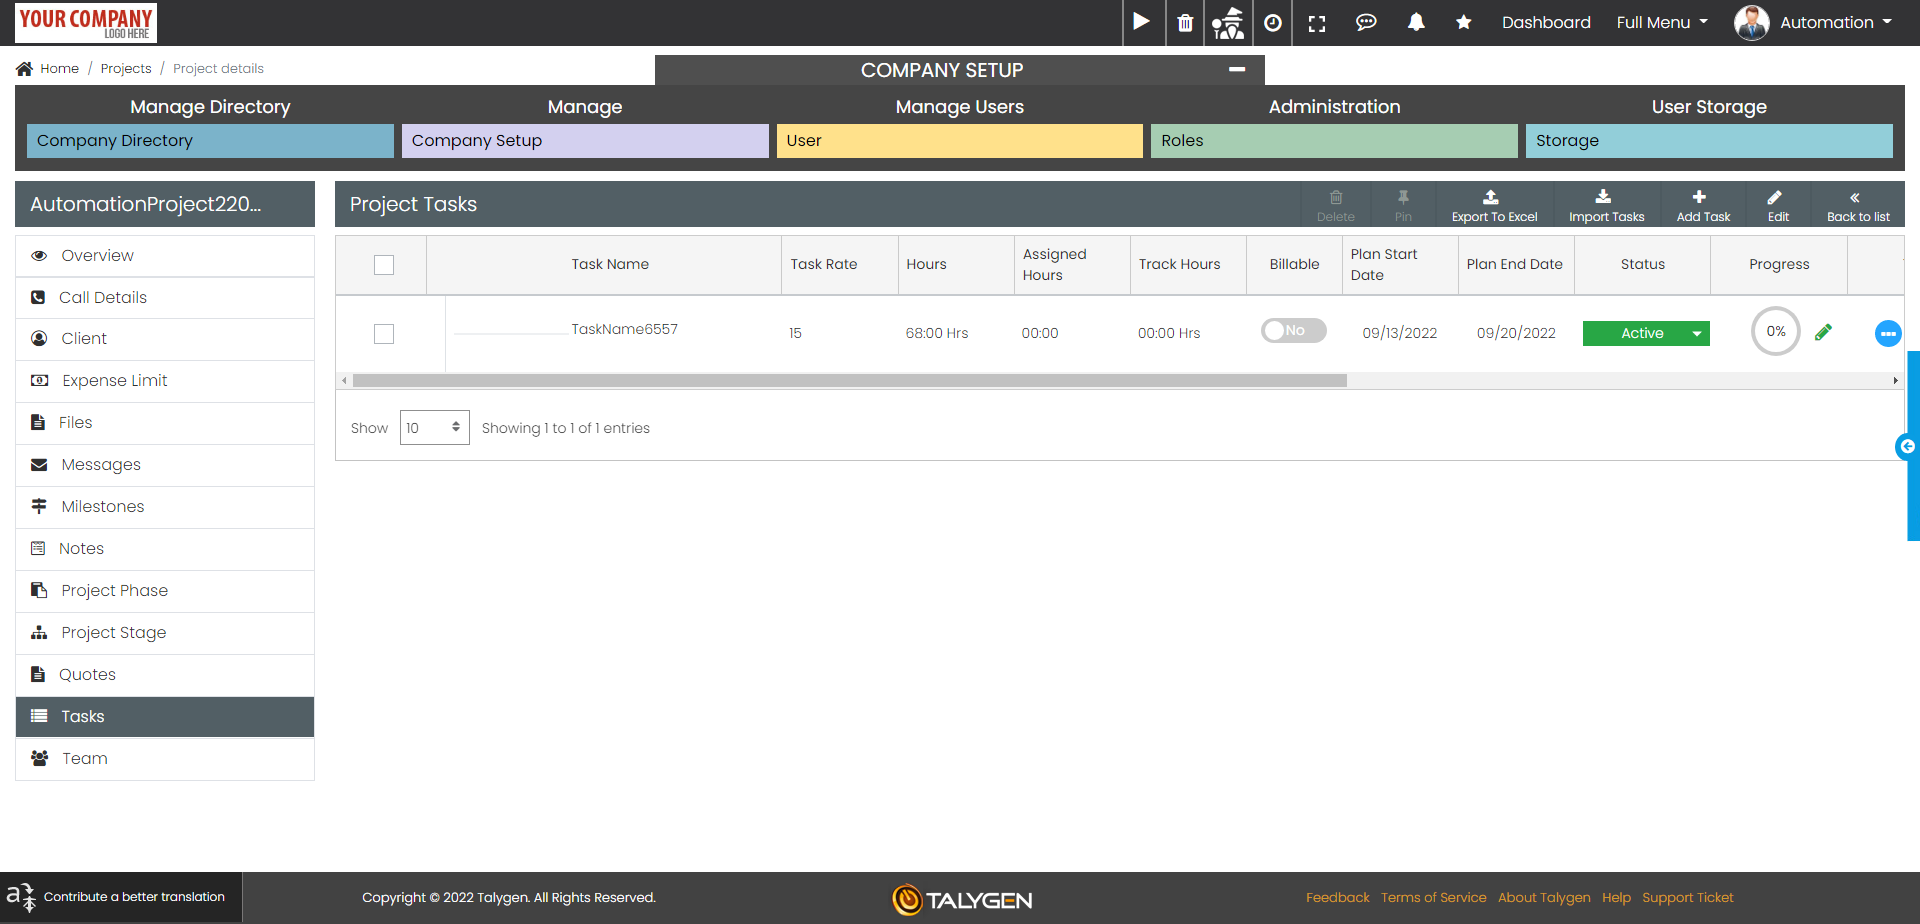 YOUR COMPANY
LOGO HERE
Dashboard
Full Menu
Automation
Home / Projects / Project details
COMPANY SETUP
Manage Directory
Manage
Manage Users
Administration
User Storage
Company Directory
Company Setup
User
Roles
Storage
AutomationProject220...
Overview
Call Details
Client
Expense Limit
Files
Messages
Milestones
Notes
Project Phase
Project Stage
Quotes
Tasks
Team
Project Tasks
Delete
Pin
Export To Excel
Import Tasks
Add Task
Edit
Back to list
Task Name
Task Rate
Hours
Assigned
Hours
Track Hours
Billable
Plan Start
Date
Plan End Date
Status
Progress
TaskName6557
15
68:00 Hrs
00:00
00:00 Hrs
No
09/13/2022
09/20/2022
Active
0%
Show 10 Showing 1 to 1 of 1 entries
Contribute a better translation
Copyright © 2022 Talygen. All Rights Reserved.
TALYGEN
Feedback Terms of Service About Talygen Help Support Ticket